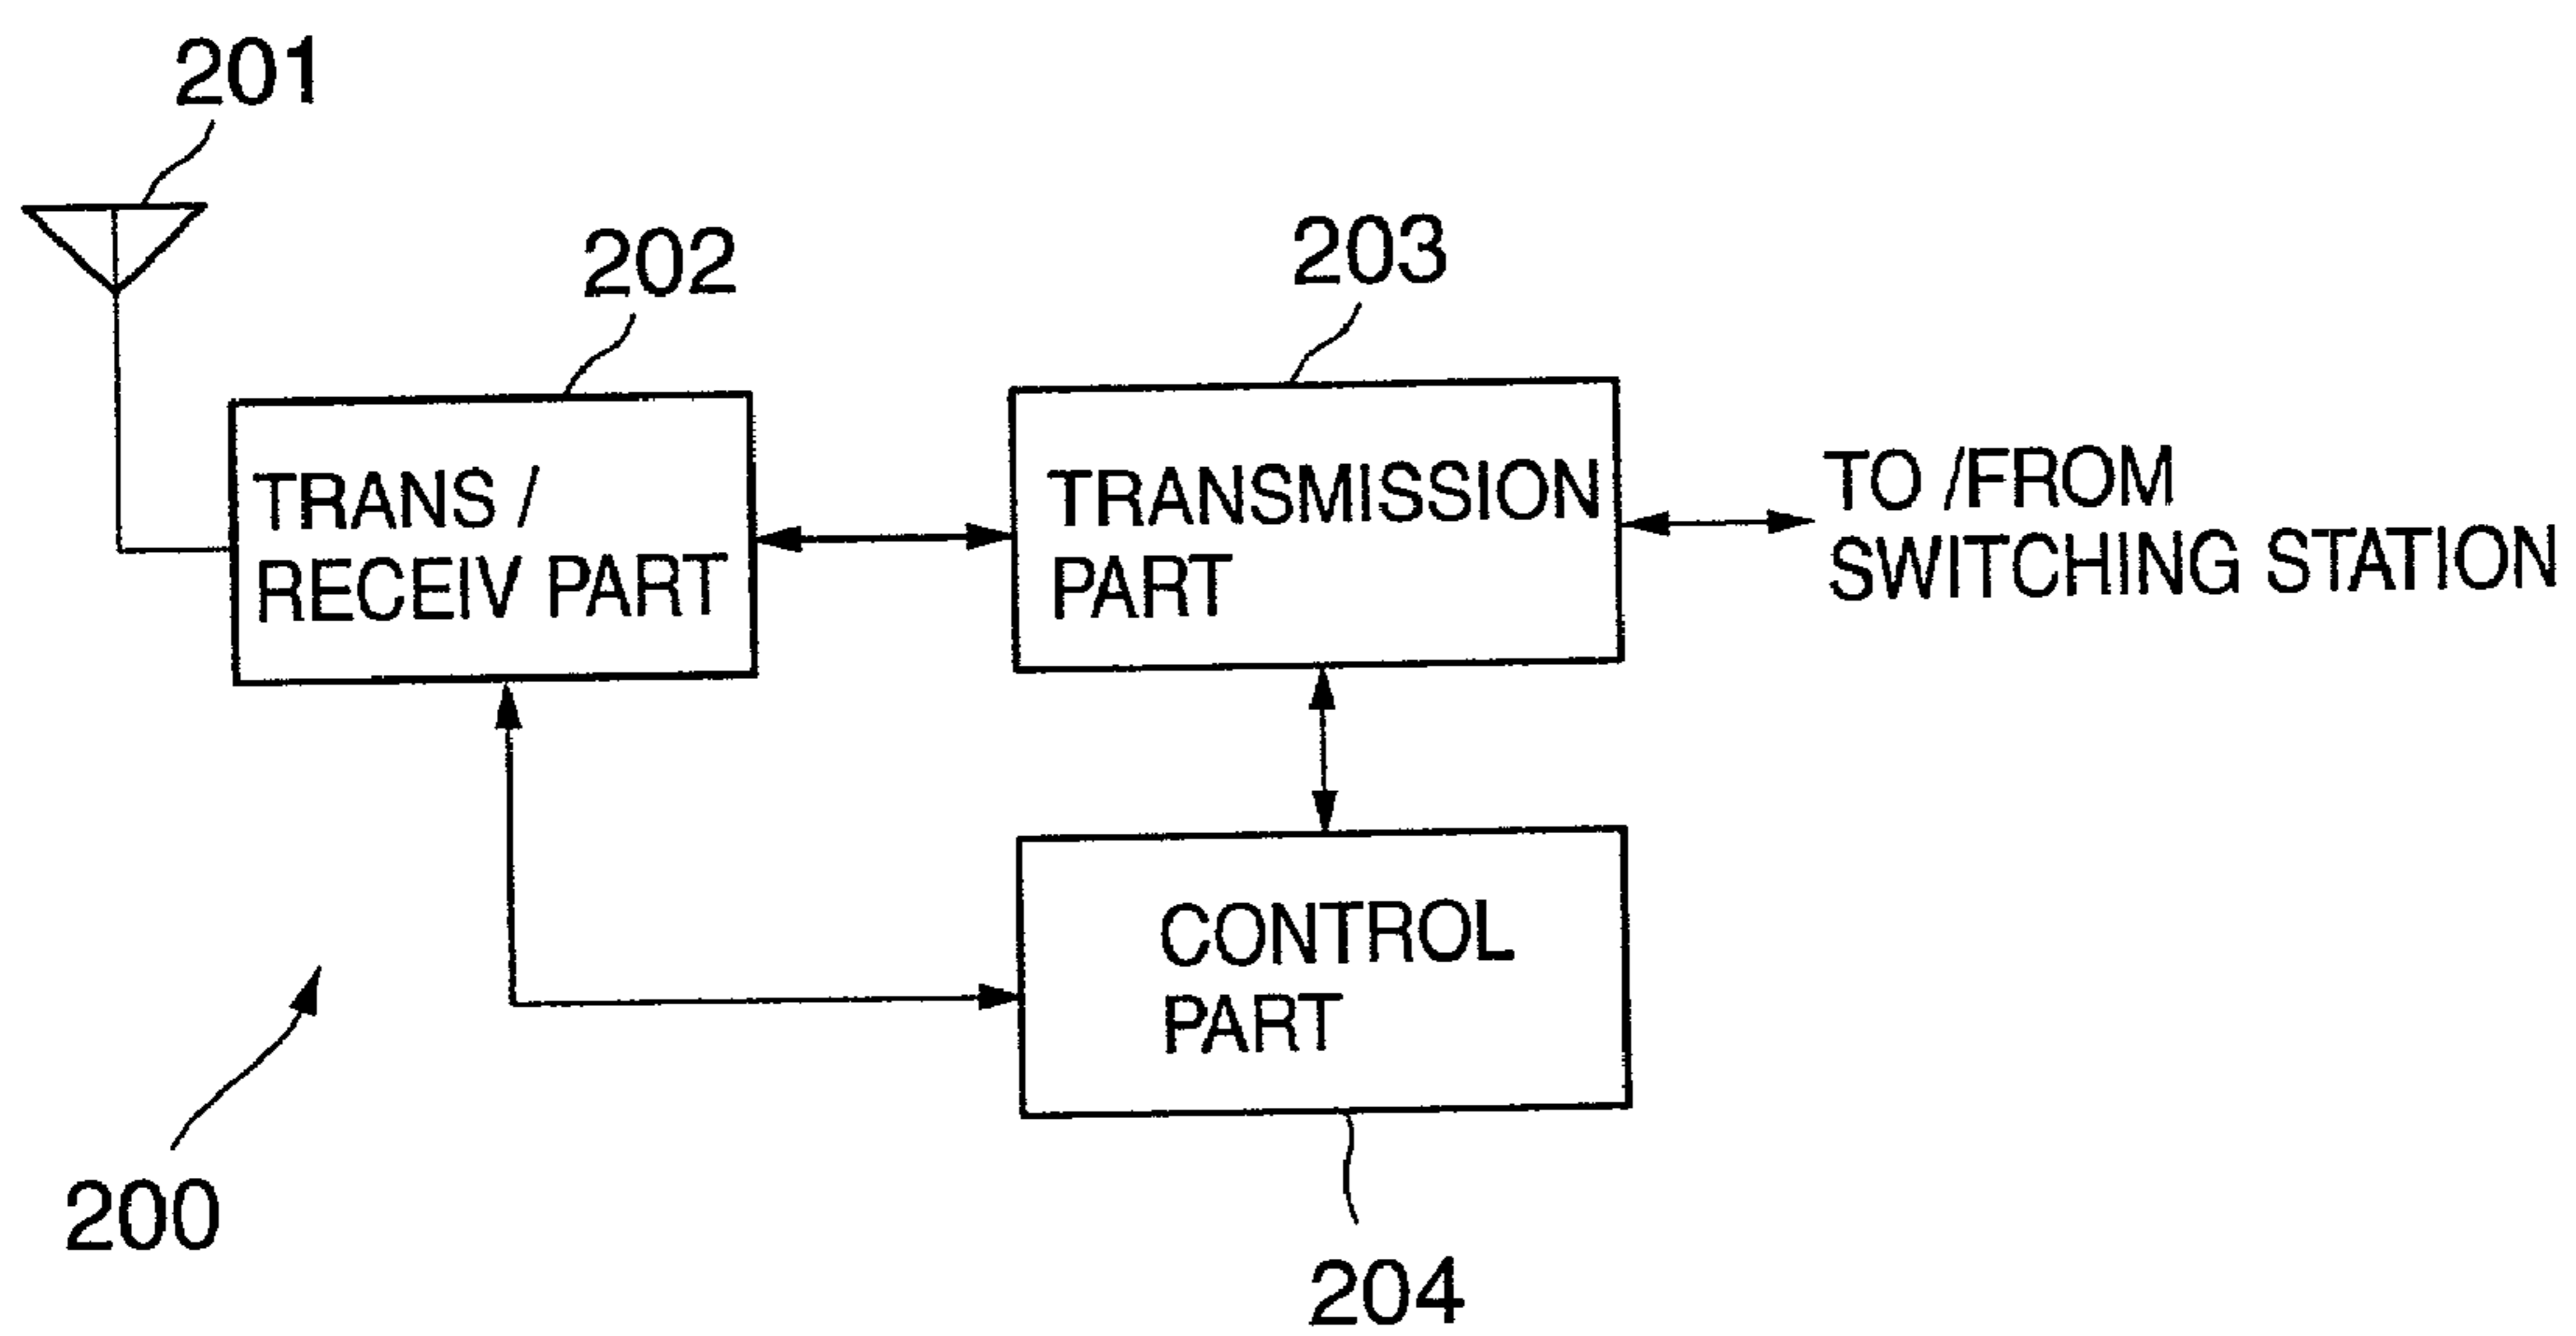 201
202
203
TRANS /
RECEIV PART
TRANSMISSION
PART
TO /FROM
SWITCHING STATION
CONTROL
PART
200
204